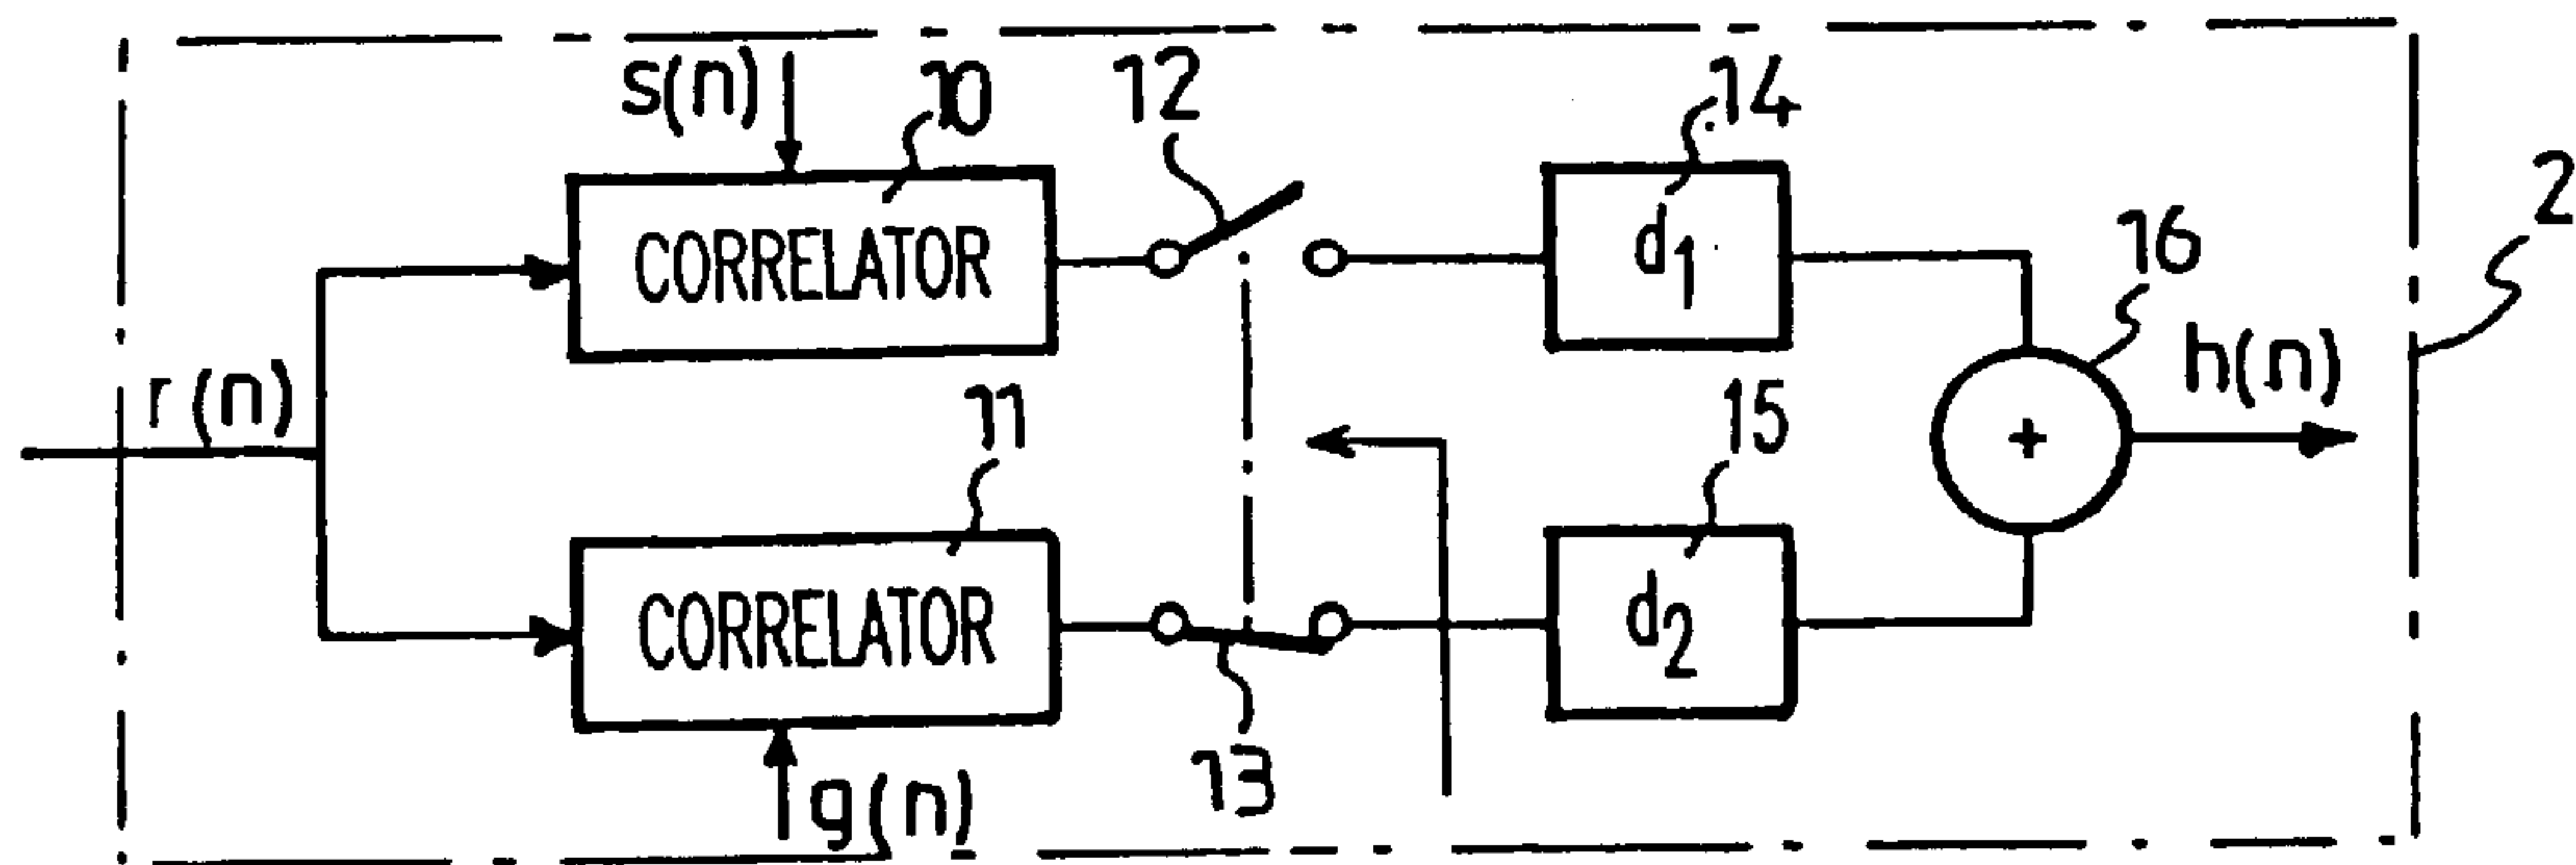 s(n)
10
12
14
CORRELATOR
d1
16
2
r(n)
h(n)
11
15
+
CORRELATOR
d2
13
g(n)